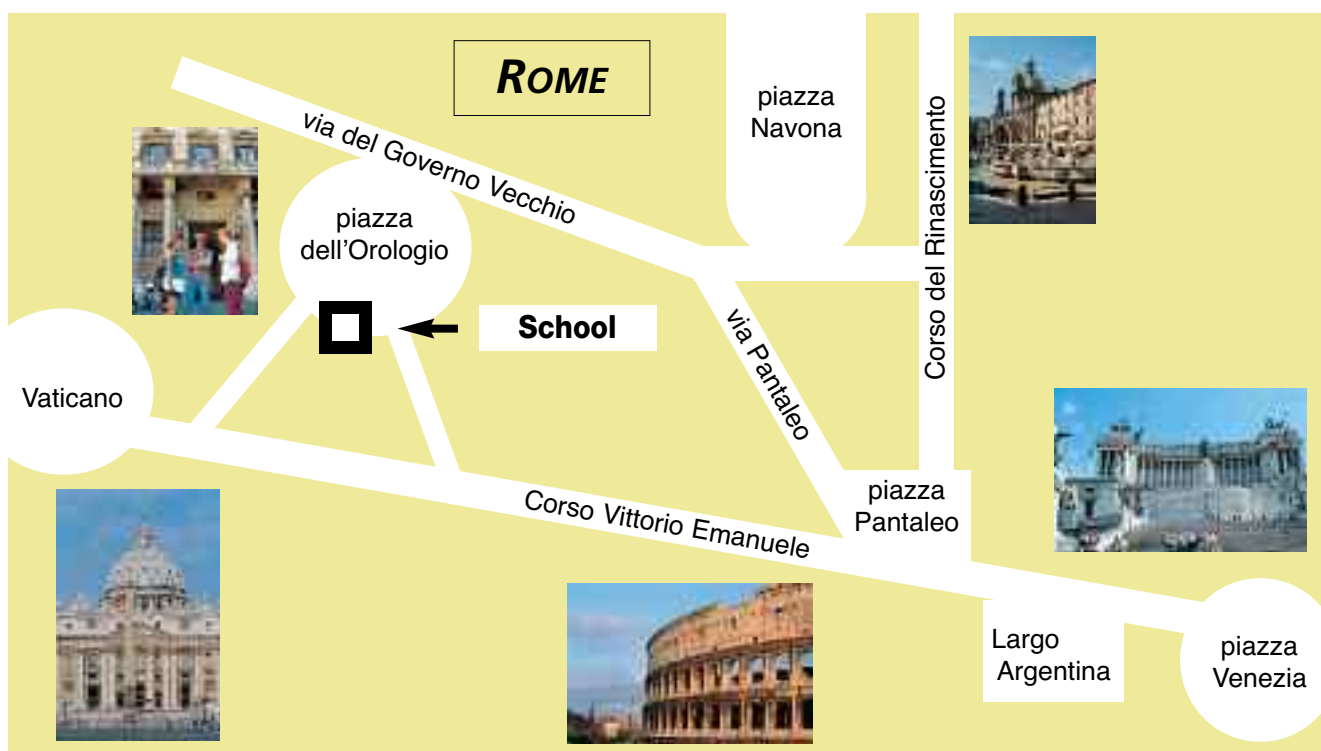 ROME
piazza
Navona
via del Governo Vecchio
piazza
dell'Orologio
Corso del Rinascimento
School
via Pantaleo
Vaticano
piazza
Pantaleo
Corso Vittorio Emanuele
Largo
Argentina
piazza
Venezia